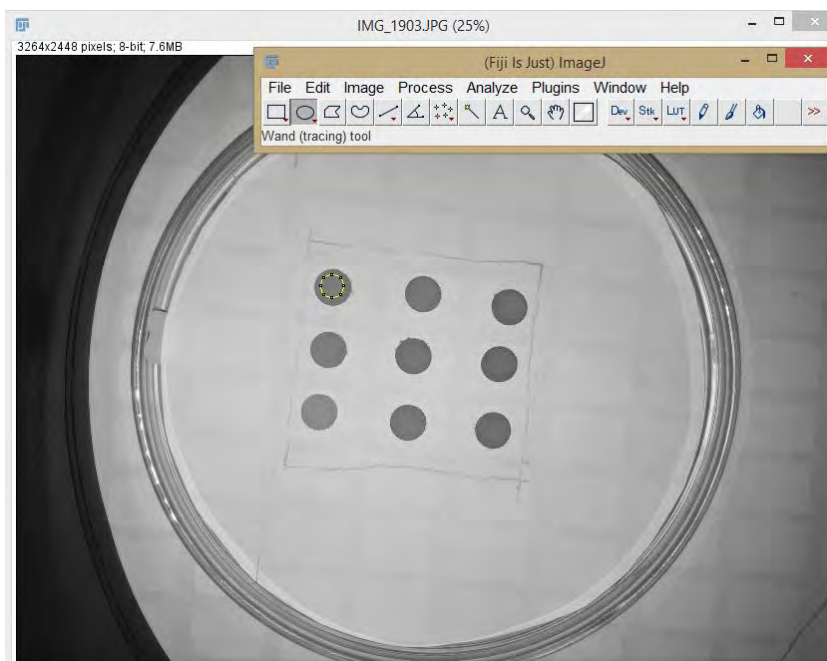 IMG_1903.JPG (25%)
3264x2448 pixels; 8-bit; 7.6MB
(Fiji Is Just) ImageJ
File Edit Image Process Analyze Plugins Window Help
A Dev Stk LUT >>
Wand (tracing) tool